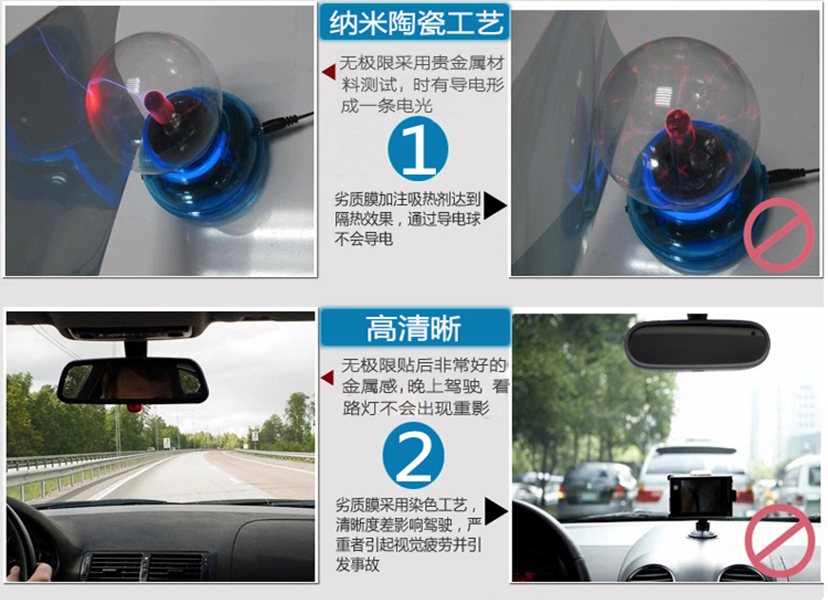 纳米陶瓷工艺
无极限采用贵金属材
料测试，时有导电形
成一条电光
1
劣质膜加注吸热剂达到
隔热效果，通过导电球
不会导电
高清晰
无极限贴后非常好的
金属感，晚上驾驶，看
路灯不会出现重影
2
劣质膜采用染色工艺，
清晰度差影响驾驶，严
重者引起视觉疲劳并引
发事故